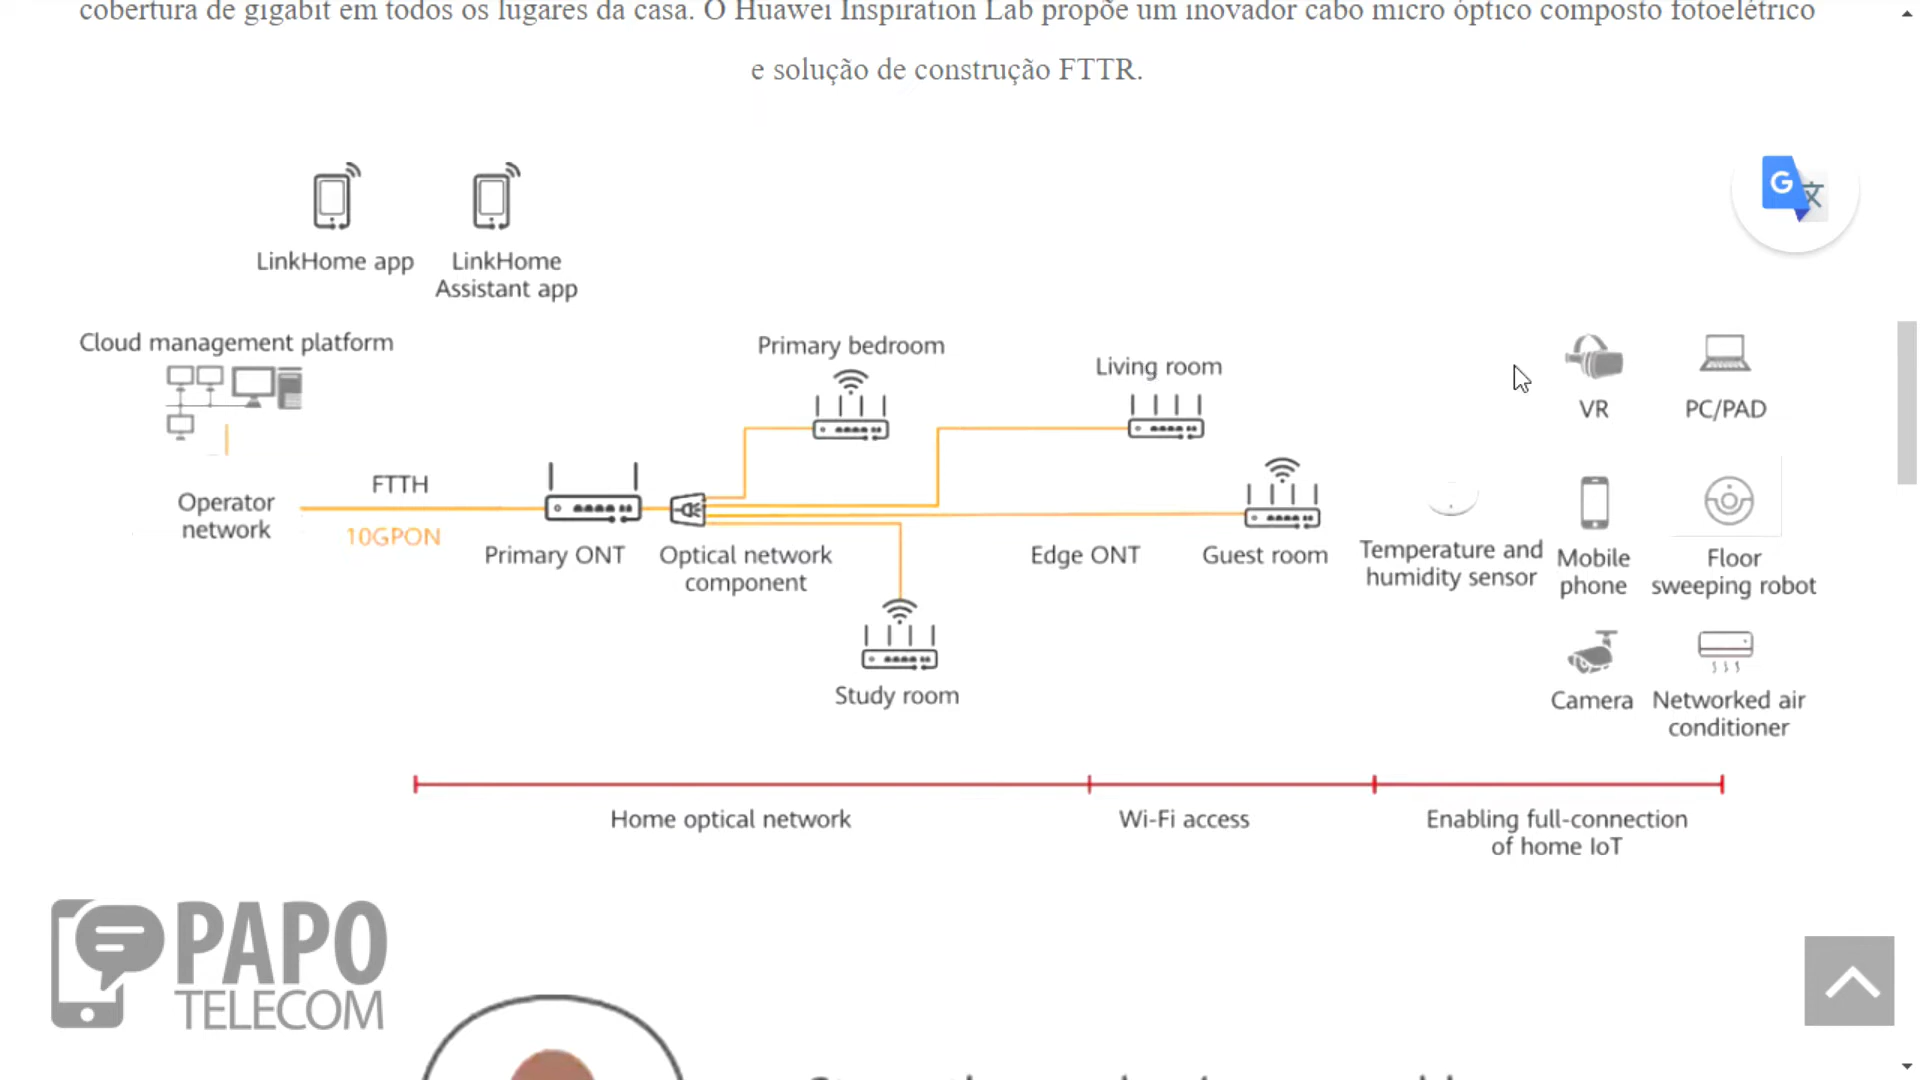 cobertura de gigabit em todos os lugares da casa. O Huawei Inspiration Lab propõe um inovador cabo micro óptico composto fotoelétrico
e solução de construção FTTR.
LinkHome app
LinkHome
Assistant app
Cloud management platform
Primary bedroom
Living room
VR
PC/PAD
FTTH
Operator
network
10GPON
Primary ONT
Optical network
component
Edge ONT
Guest room
Temperature and
humidity sensor
Mobile
phone
Floor
sweeping robot
Study room
Camera
Networked air
conditioner
Home optical network
Wi-Fi access
Enabling full-connection
of home IoT
PAPO
TELECOM